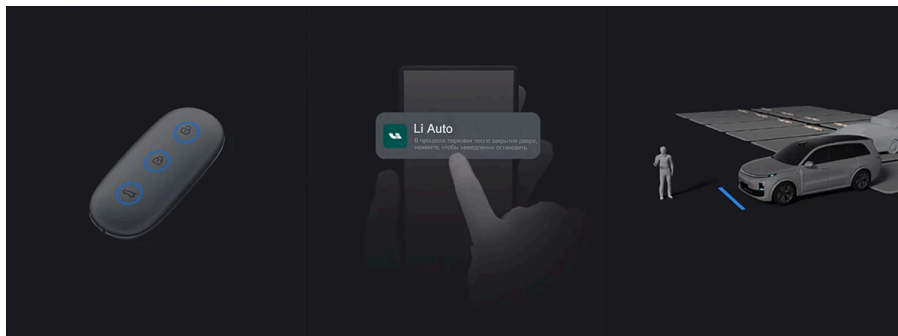 Li Auto
В процессе парковки после закрытия двери,
нажмите, чтобы немедленно остановить